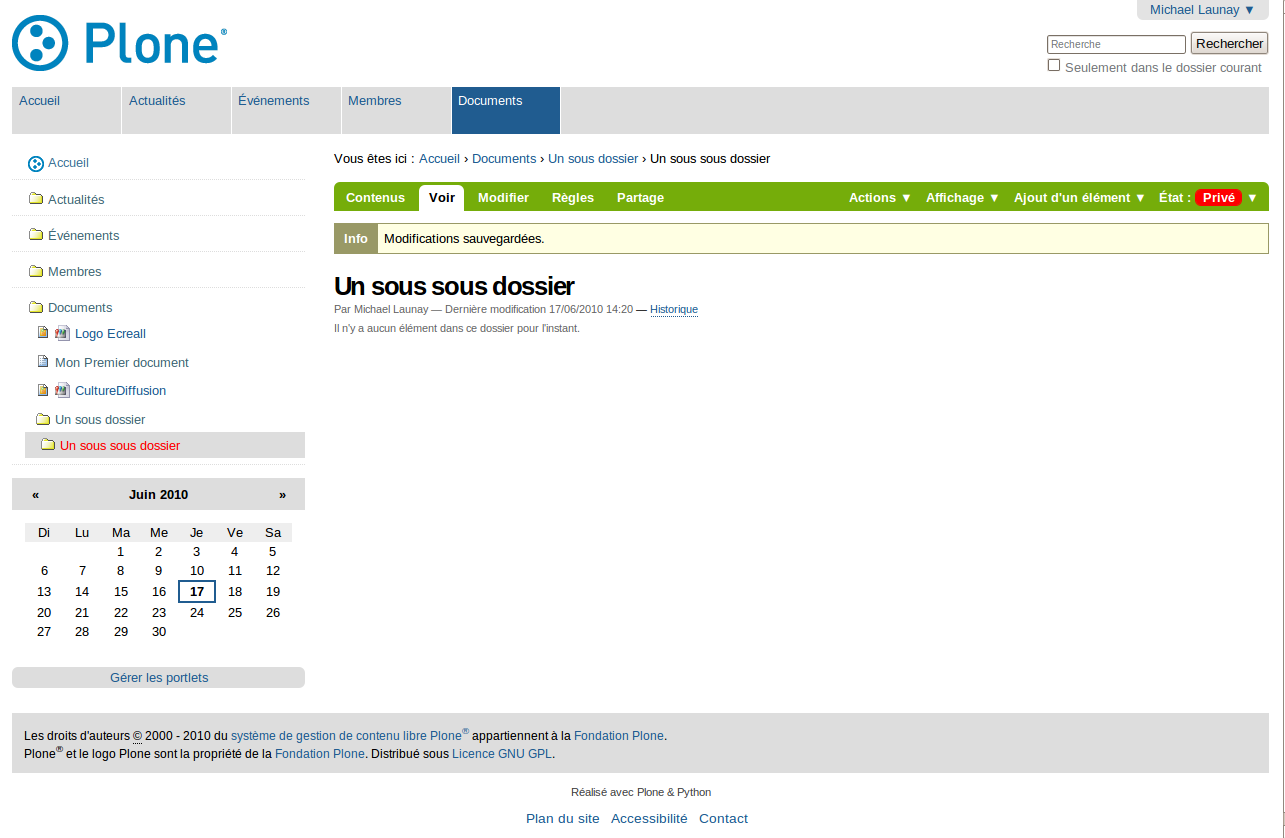 Michael Launay ▼
Plone®
Recherche
Rechercher
Seulement dans le dossier courant
Accueil
Actualités
Événements
Membres
Documents
Vous êtes ici : Accueil › Documents › Un sous dossier › Un sous sous dossier
Contenus Voir Modifier Règles Partage Actions ▼ Affichage ▼ Ajout d'un élément ▼ État : Privé ▼
Info Modifications sauvegardées.
Un sous sous dossier
Par Michael Launay — Dernière modification 17/06/2010 14:20 — Historique
Il n'y a aucun élément dans ce dossier pour l'instant.
Accueil
Actualités
Événements
Membres
Documents
Logo Ecreall
Mon Premier document
CultureDiffusion
Un sous dossier
Un sous sous dossier
« Juin 2010 »
Di Lu Ma Me Je Ve Sa
1 2 3 4 5
6 7 8 9 10 11 12
13 14 15 16 17 18 19
20 21 22 23 24 25 26
27 28 29 30
Gérer les portlets
Les droits d'auteurs © 2000 - 2010 du système de gestion de contenu libre Plone® appartiennent à la Fondation Plone.
Plone® et le logo Plone sont la propriété de la Fondation Plone. Distribué sous Licence GNU GPL.
Réalisé avec Plone & Python
Plan du site Accessibilité Contact